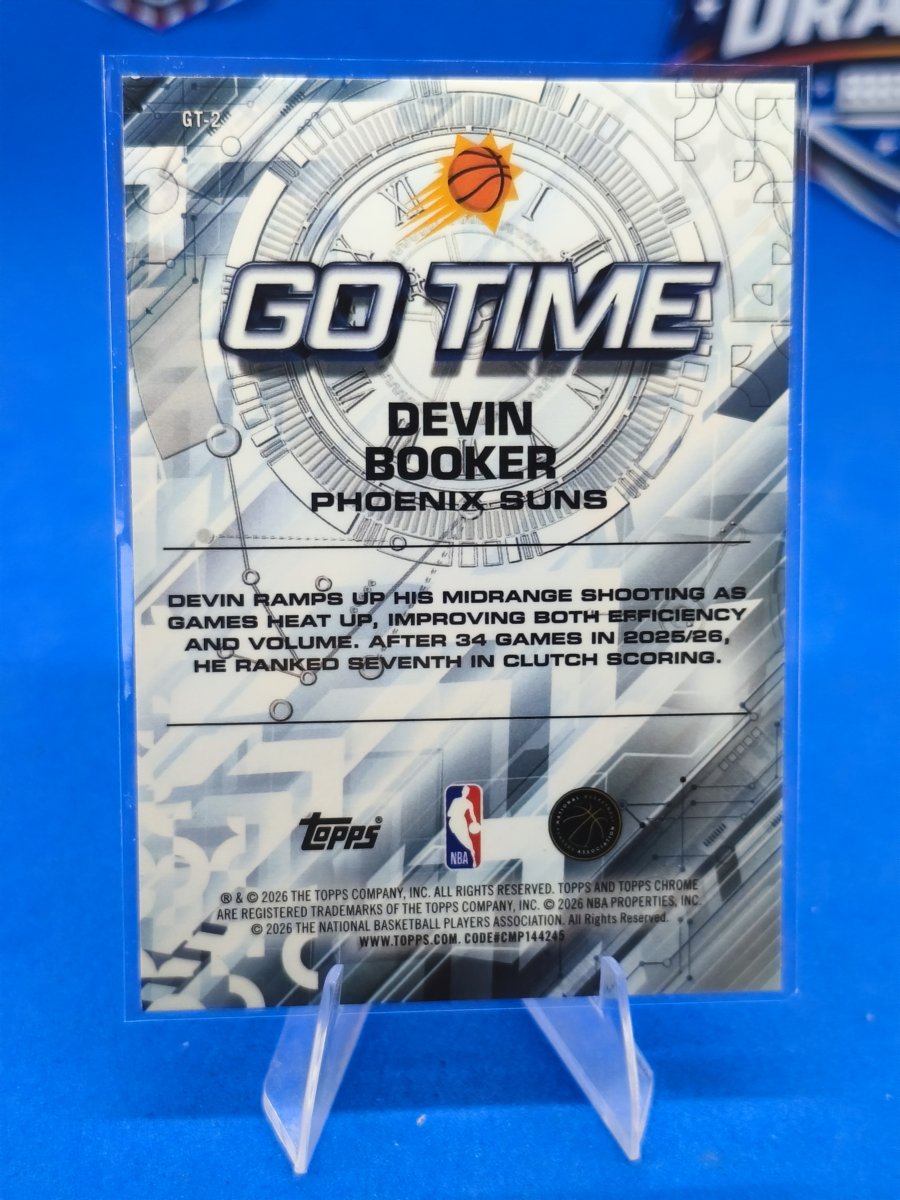 DRA
GT-2
GO TIME
DEVIN
BOOKER
PHOENIX SUNS
DEVIN RAMPS UP HIS MIDRANGE SHOOTING AS
GAMES HEAT UP, IMPROVING BOTH EFFICIENCY
AND VOLUME. AFTER 34 GAMES IN 2025/26,
HE RANKED SEVENTH IN CLUTCH SCORING.
TOPPS®
NBA
® & © 2026 THE TOPPS COMPANY, INC. ALL RIGHTS RESERVED. TOPPS AND TOPPS CHROME
ARE REGISTERED TRADEMARKS OF THE TOPPS COMPANY, INC. © 2026 NBA PROPERTIES, INC.
© 2026 THE NATIONAL BASKETBALL PLAYERS ASSOCIATION. All Rights Reserved.
WWW.TOPPS.COM. CODE#CMP144245